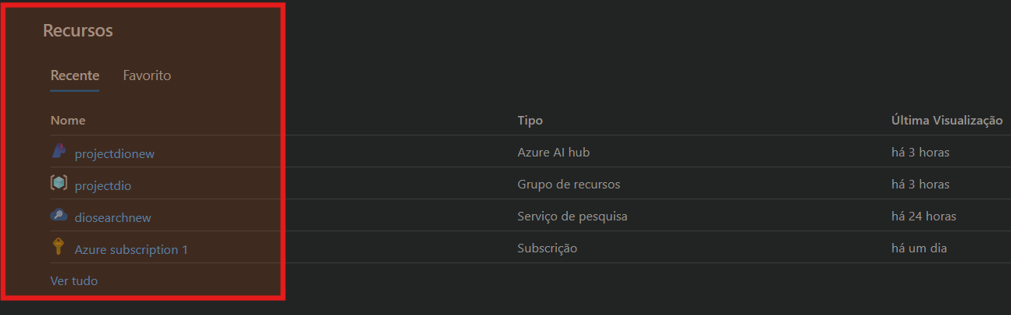 Recursos
Recente Favorito
Nome Tipo Última Visualização
projectdionew Azure AI hub há 3 horas
projectdio Grupo de recursos há 3 horas
diosearchnew Serviço de pesquisa há 24 horas
Azure subscription 1 Subscrição há um dia
Ver tudo